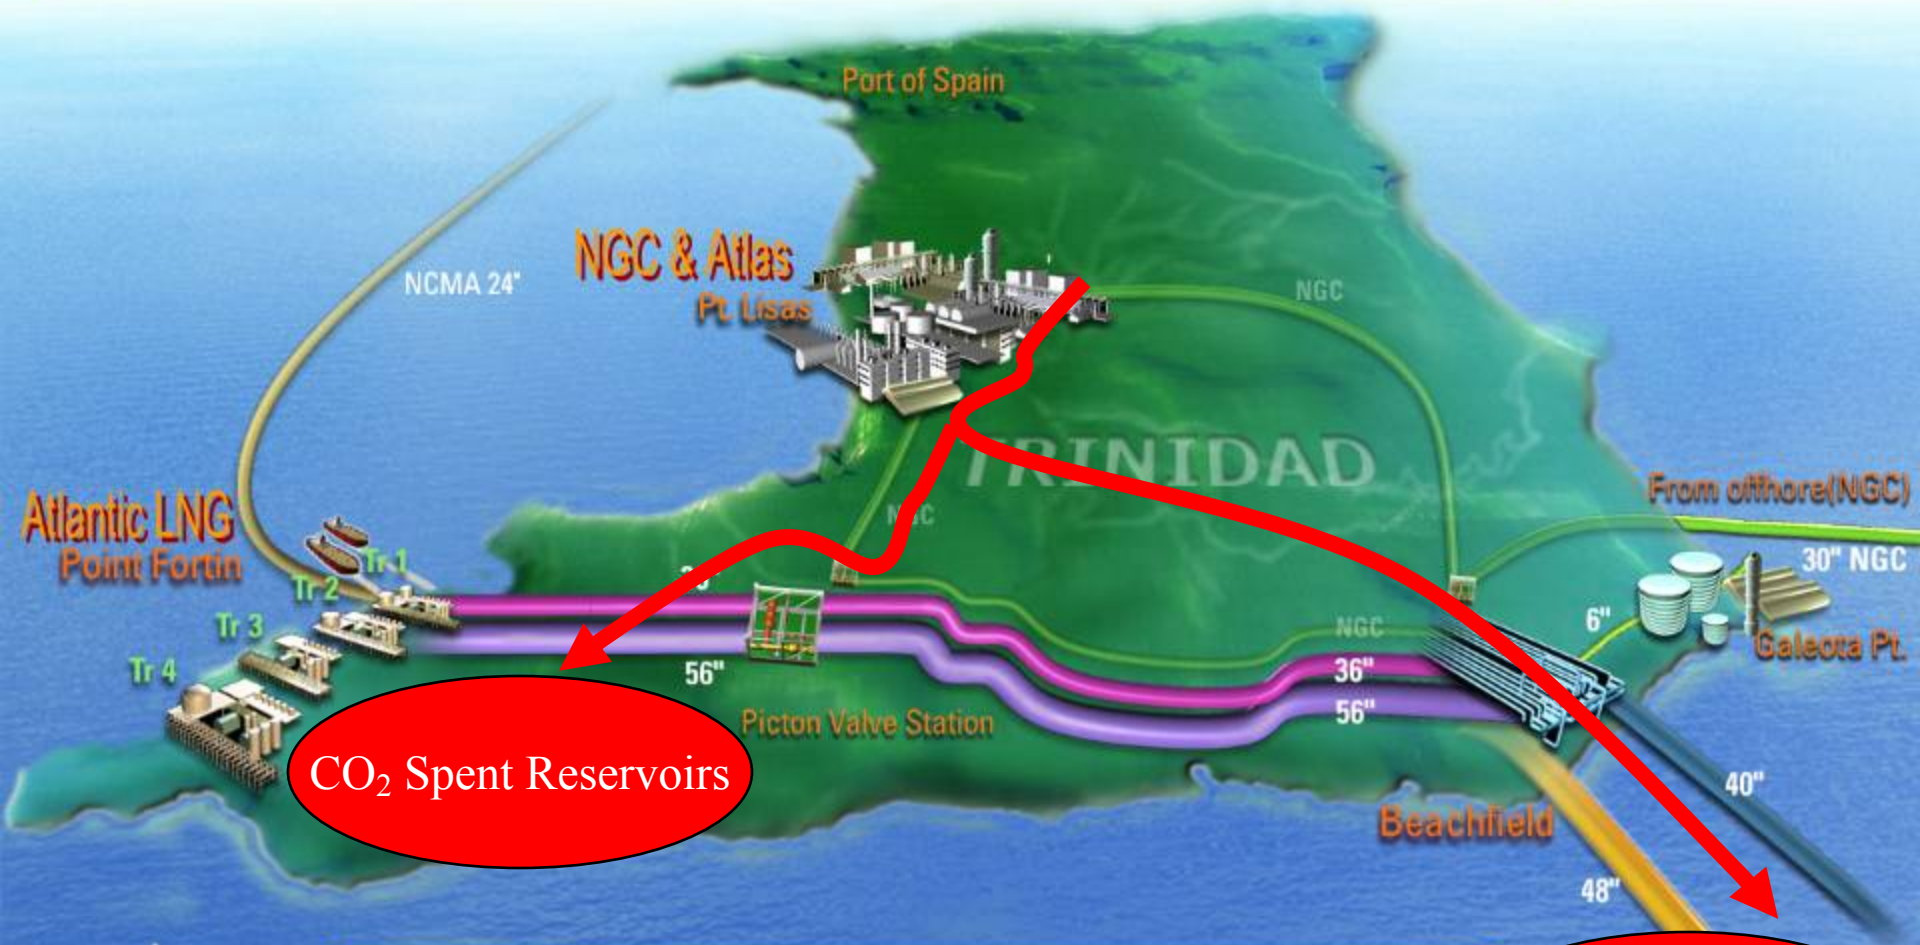 Port of Spain
NGC & Atlas
Pt. Lisas
NCMA 24"
NGC
TRINIDAD
Atlantic LNG
Point Fortin
From offhore(NGC)
30" NGC
NGC
Tr 1
Tr 2
Tr 3
Tr 4
6"
Galeota Pt.
NGC
56"
36"
56"
Picton Valve Station
CO₂ Spent Reservoirs
40"
Beachfield
48"